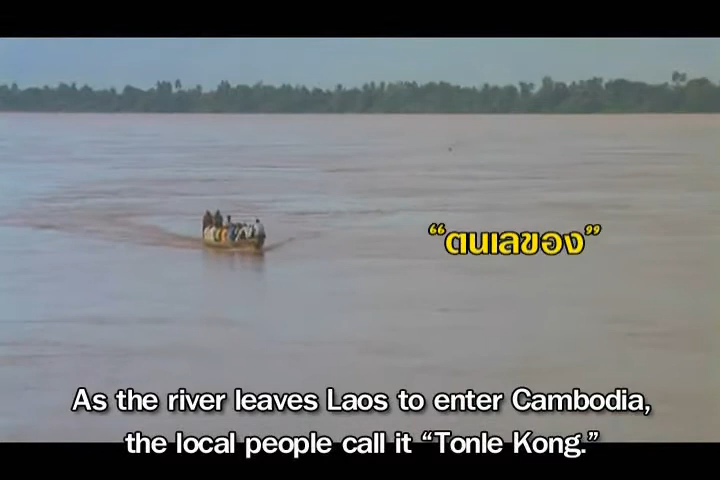 “ตนเลของ”
As the river leaves Laos to enter Cambodia,
the local people call it “Tonle Kong.”